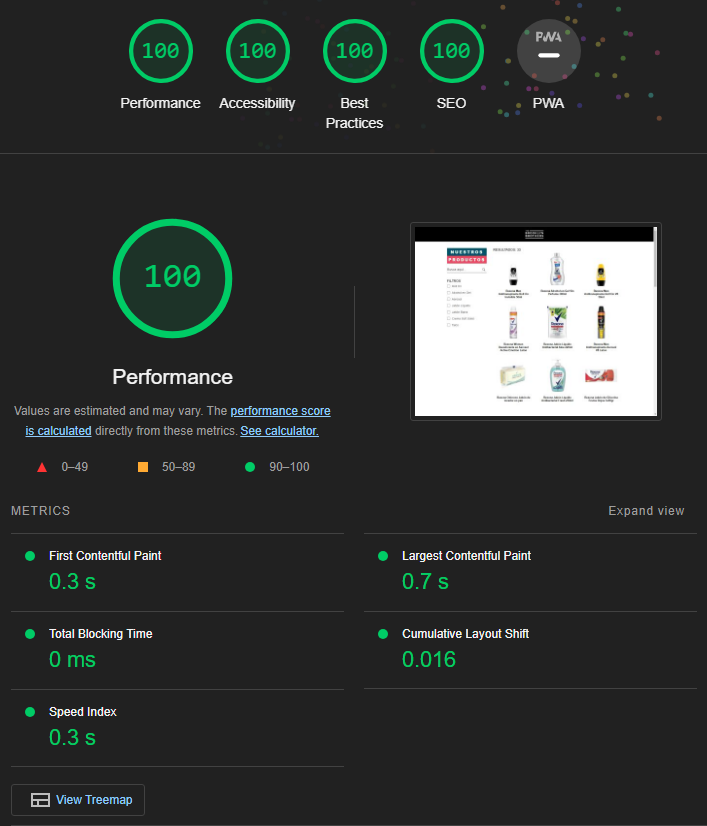 100
100
100
100
PWA
Performance
Accessibility
Best
Practices
SEO
PWA
100
Performance
Values are estimated and may vary. The performance score
is calculated directly from these metrics. See calculator.
0–49
50–89
90–100
NUESTROS
PRODUCTOS
FILTROS
METRICS
Expand view
First Contentful Paint
0.3 s
Largest Contentful Paint
0.7 s
Total Blocking Time
0 ms
Cumulative Layout Shift
0.016
Speed Index
0.3 s
View Treemap